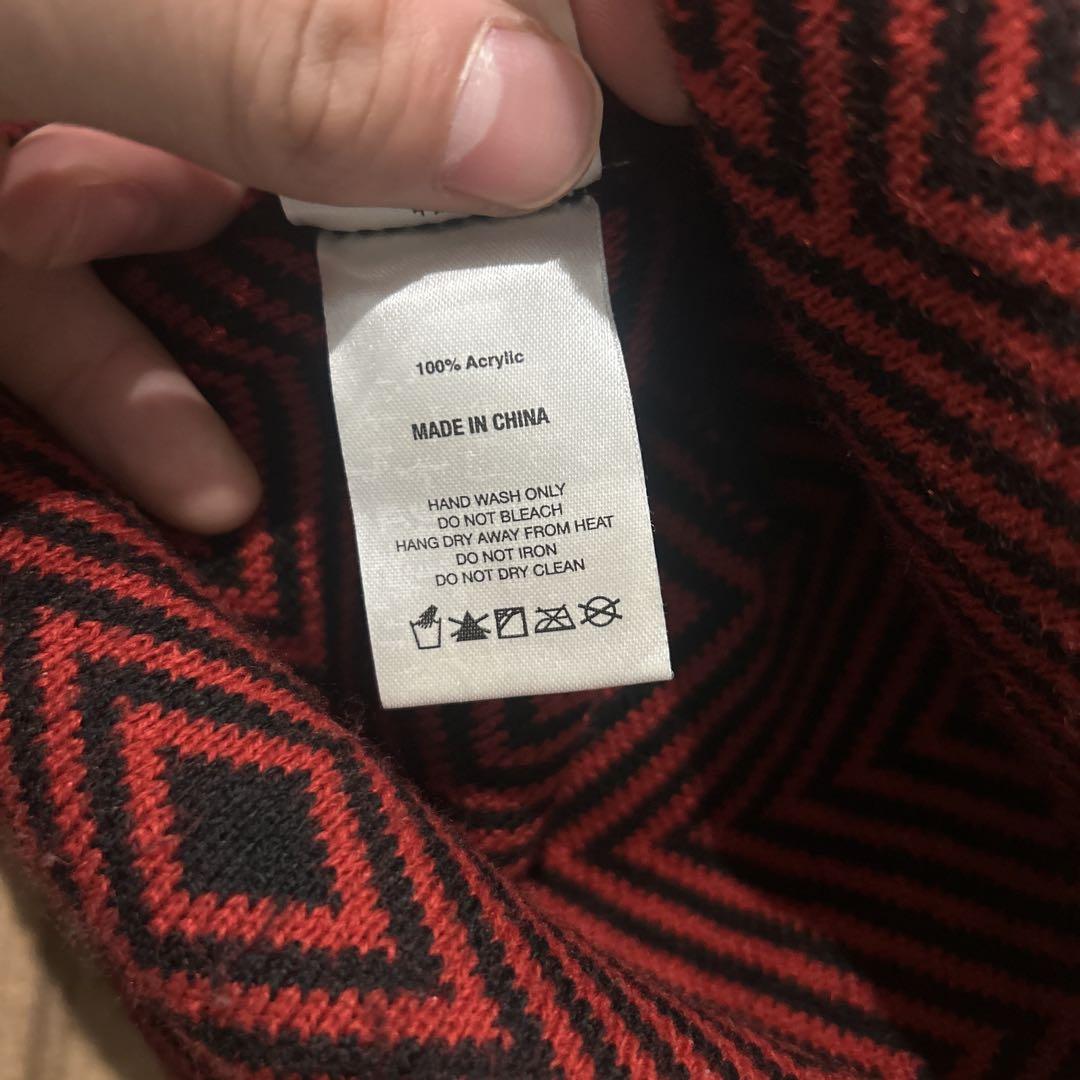 100% Acrylic
MADE IN CHINA
HAND WASH ONLY
DO NOT BLEACH
HANG DRY AWAY FROM HEAT
DO NOT IRON
DO NOT DRY CLEAN